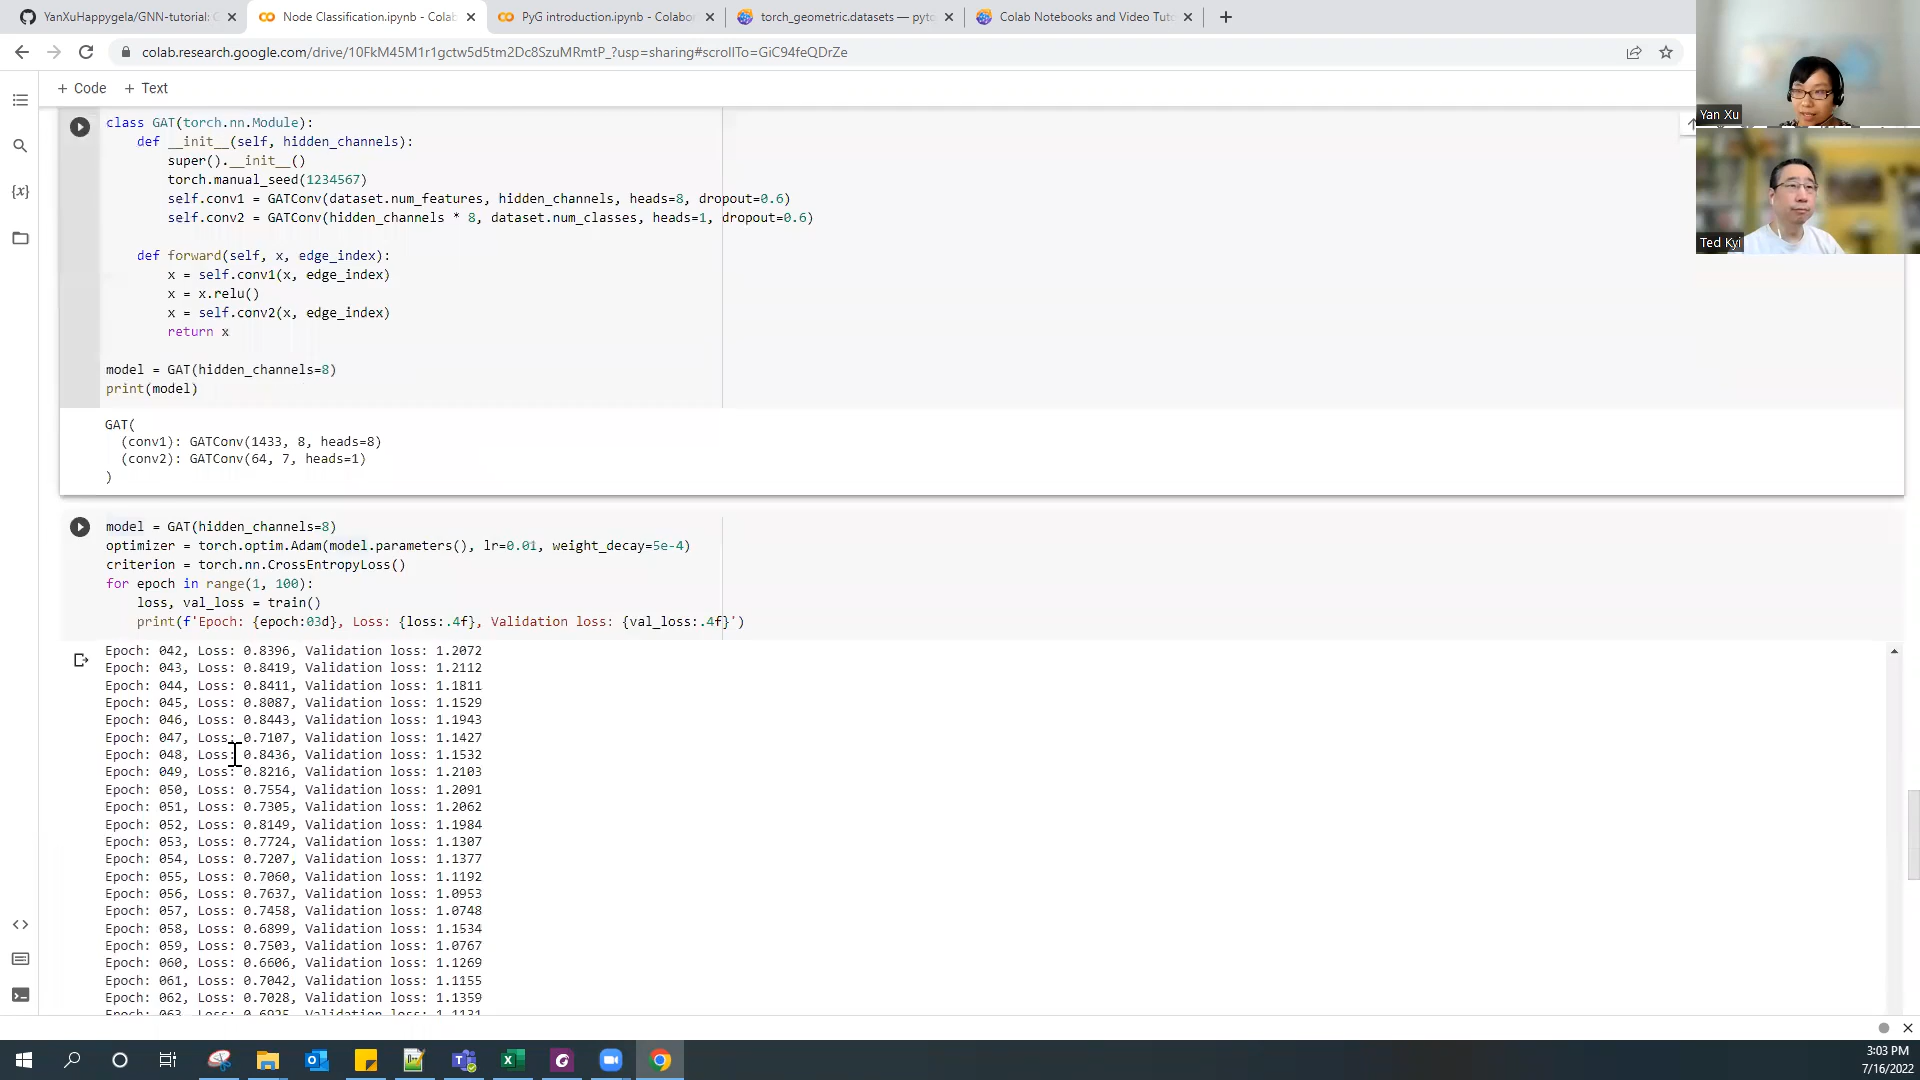 YanXuHappygela/GNN-tutorial: G
Node Classification.ipynb - Colab
PyG introduction.ipynb - Colabor
torch_geometric.datasets — pyto
Colab Notebooks and Video Tuto
colab.research.google.com/drive/10FkM45M1r1gctw5d5tm2Dc8SzuMRmtP_?usp=sharing#scrollTo=GiC94feQDrZe
+ Code + Text
Yan Xu
Ted Kyi
class GAT(torch.nn.Module):
def __init__(self, hidden_channels):
super().__init__()
torch.manual_seed(1234567)
self.conv1 = GATConv(dataset.num_features, hidden_channels, heads=8, dropout=0.6)
self.conv2 = GATConv(hidden_channels * 8, dataset.num_classes, heads=1, dropout=0.6)
def forward(self, x, edge_index):
x = self.conv1(x, edge_index)
x = x.relu()
x = self.conv2(x, edge_index)
return x
model = GAT(hidden_channels=8)
print(model)
GAT(
(conv1): GATConv(1433, 8, heads=8)
(conv2): GATConv(64, 7, heads=1)
)
model = GAT(hidden_channels=8)
optimizer = torch.optim.Adam(model.parameters(), lr=0.01, weight_decay=5e-4)
criterion = torch.nn.CrossEntropyLoss()
for epoch in range(1, 100):
loss, val_loss = train()
print(f'Epoch: {epoch:03d}, Loss: {loss:.4f}, Validation loss: {val_loss:.4f}')
Epoch: 042, Loss: 0.8396, Validation loss: 1.2072
Epoch: 043, Loss: 0.8419, Validation loss: 1.2112
Epoch: 044, Loss: 0.8411, Validation loss: 1.1811
Epoch: 045, Loss: 0.8087, Validation loss: 1.1529
Epoch: 046, Loss: 0.8443, Validation loss: 1.1943
Epoch: 047, Loss: 0.7107, Validation loss: 1.1427
Epoch: 048, Loss: 0.8436, Validation loss: 1.1532
Epoch: 049, Loss: 0.8216, Validation loss: 1.2103
Epoch: 050, Loss: 0.7554, Validation loss: 1.2091
Epoch: 051, Loss: 0.7305, Validation loss: 1.2062
Epoch: 052, Loss: 0.8149, Validation loss: 1.1984
Epoch: 053, Loss: 0.7724, Validation loss: 1.1307
Epoch: 054, Loss: 0.7207, Validation loss: 1.1377
Epoch: 055, Loss: 0.7060, Validation loss: 1.1192
Epoch: 056, Loss: 0.7637, Validation loss: 1.0953
Epoch: 057, Loss: 0.7458, Validation loss: 1.0748
Epoch: 058, Loss: 0.6899, Validation loss: 1.1534
Epoch: 059, Loss: 0.7503, Validation loss: 1.0767
Epoch: 060, Loss: 0.6606, Validation loss: 1.1269
Epoch: 061, Loss: 0.7042, Validation loss: 1.1155
Epoch: 062, Loss: 0.7028, Validation loss: 1.1359
Epoch: 063, Loss: 0.6925, Validation loss: 1.1131
3:03 PM
7/16/2022